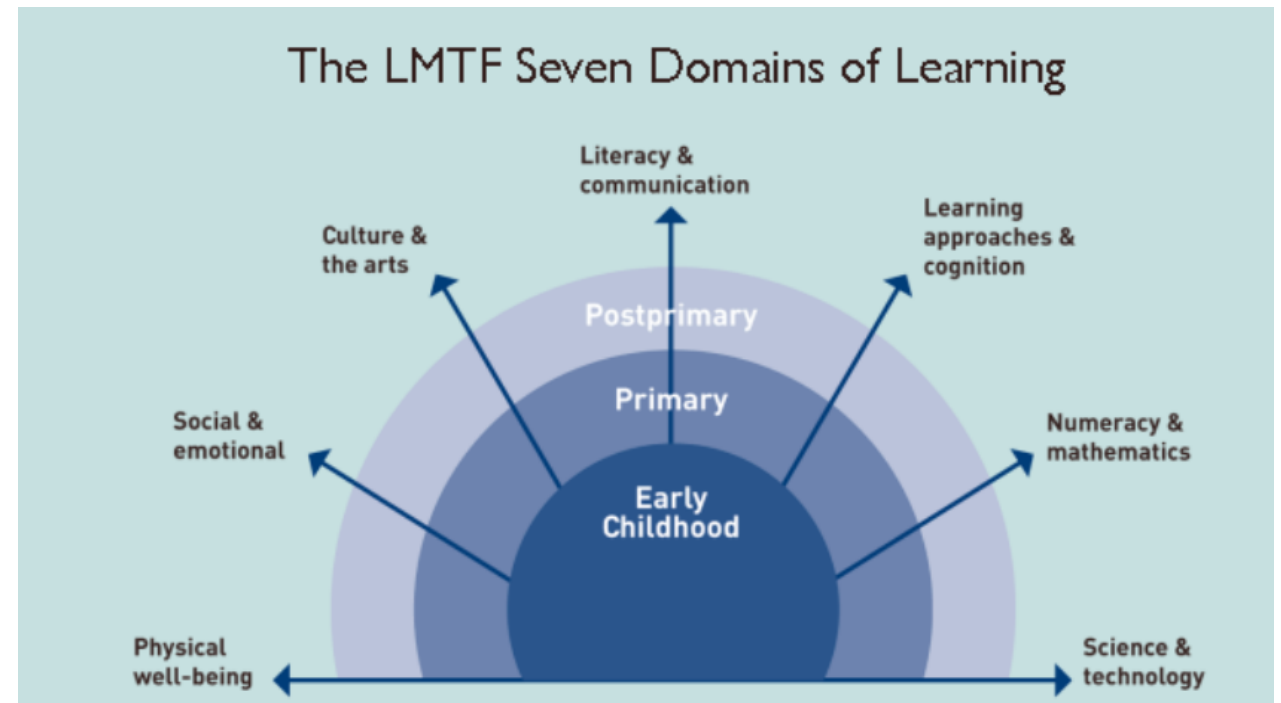 The LMTF Seven Domains of Learning
Literacy &
communication
Learning
approaches &
cognition
Culture &
the arts
Postprimary
Primary
Social &
emotional
Numeracy &
mathematics
Early
Childhood
Physical
well-being
Science &
technology